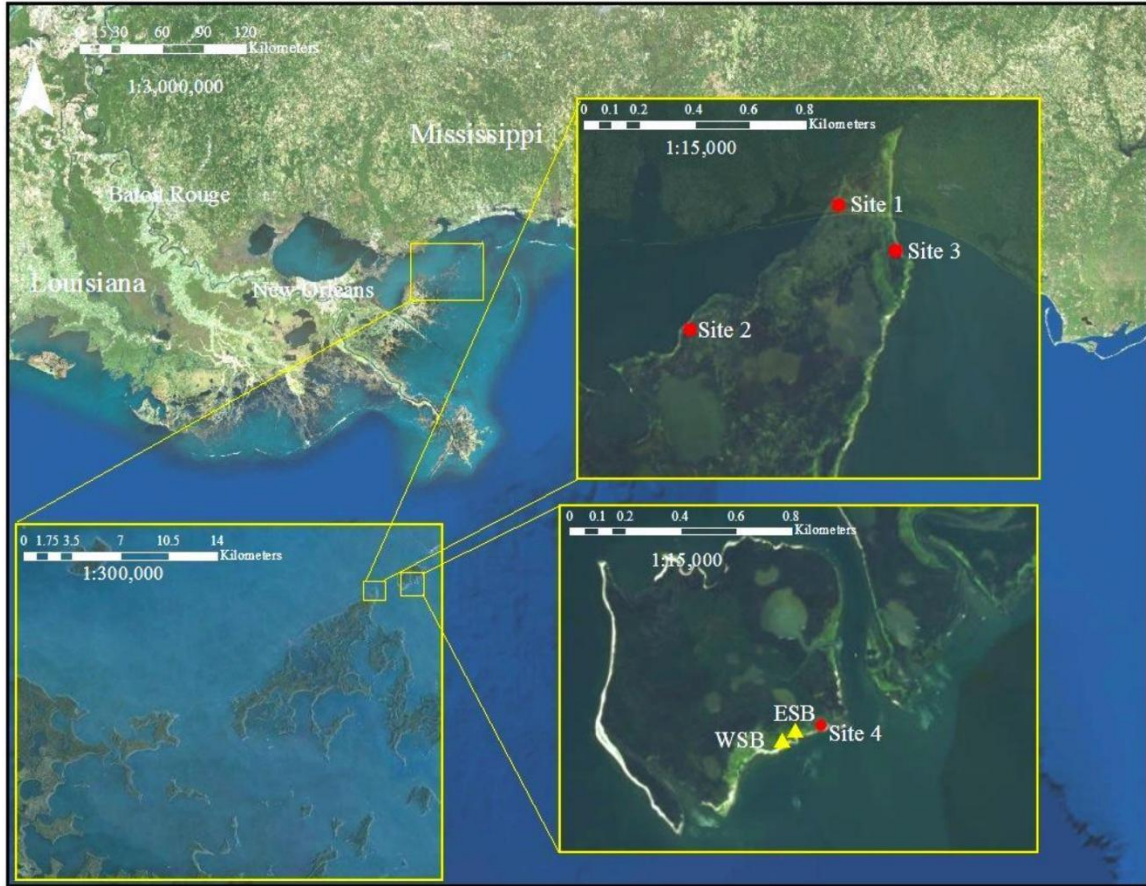 0 15 30 60 90 120
Kilometers
N
1:3,000,000
Mississippi
Baton Rouge
Louisiana
New Orleans
0 0.1 0.2 0.4 0.6 0.8
Kilometers
1:15,000
Site 1
Site 3
Site 2
0 1.75 3.5 7 10.5 14
Kilometers
1:300,000
0 0.1 0.2 0.4 0.6 0.8
Kilometers
1:15,000
ESB
WSB
Site 4